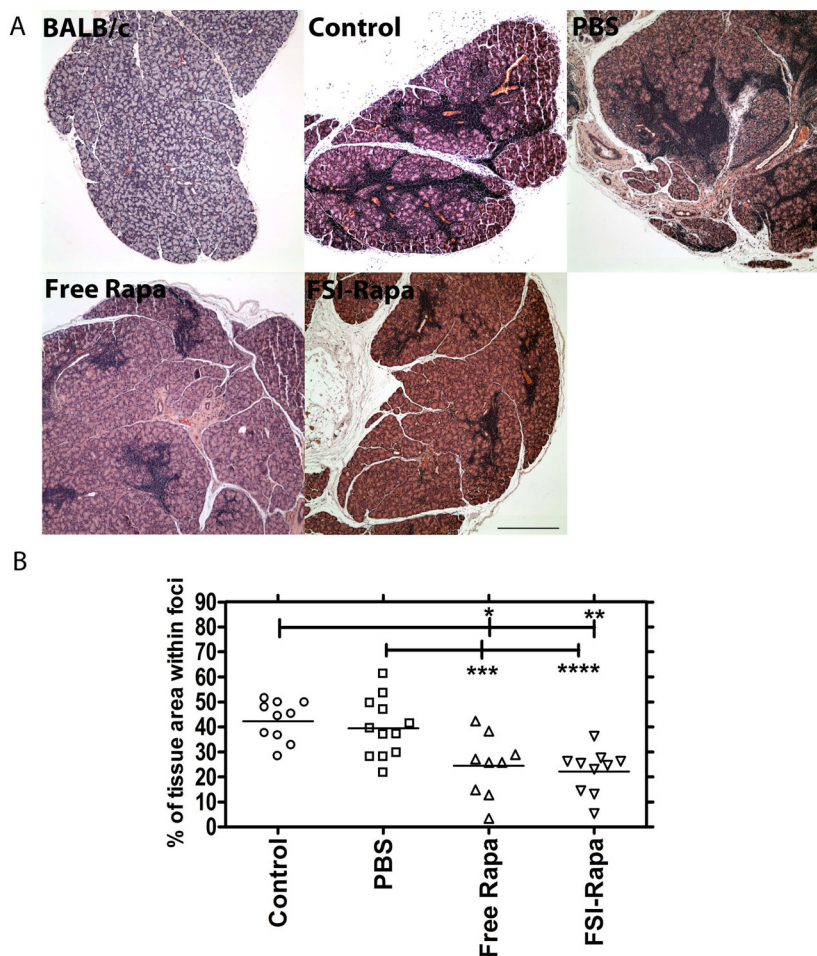 A
BALB/c
Control
PBS
Free Rapa
FSI-Rapa
B
% of tissue area within foci
90
80
70
60
50
40
30
20
10
0
*
**
***
****
Control
PBS
Free Rapa
FSI-Rapa